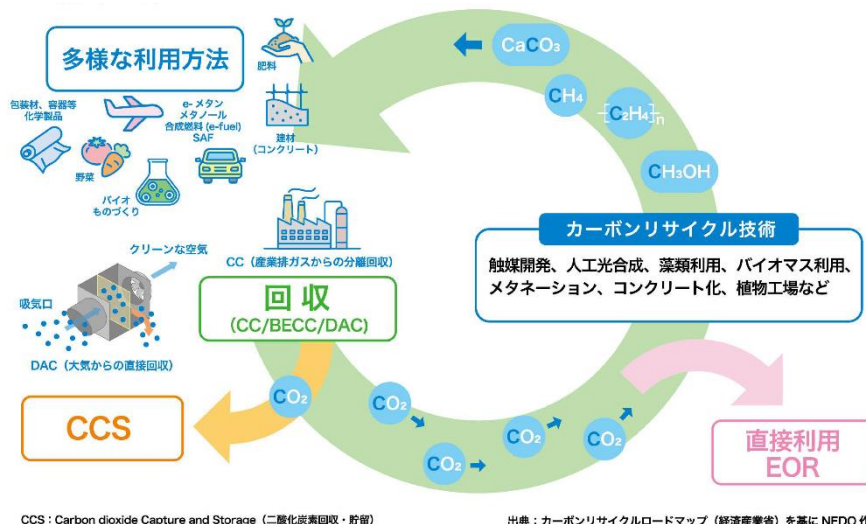 多様な利用方法
肥料
包装材、容器等
化学製品
e-メタン
メタノール
合成燃料(e-fuel)
SAF
建材
(コンクリート)
野菜
バイオ
ものづくり
CaCO₃
CH₄
-[C₂H₄]-n
CH₃OH
カーボンリサイクル技術
触媒開発、人工光合成、藻類利用、バイオマス利用、
メタネーション、コンクリート化、植物工場など
CC(産業排ガスからの分離回収)
クリーンな空気
吸気口
DAC(大気からの直接回収)
回収
(CC/BECC/DAC)
CO₂
CO₂
CO₂
CO₂
CO₂
CCS
直接利用
EOR
CCS:Carbon dioxide Capture and Storage(二酸化炭素回収・貯留)
出典:カーボンリサイクルロードマップ(経済産業省)を基に NEDO 作